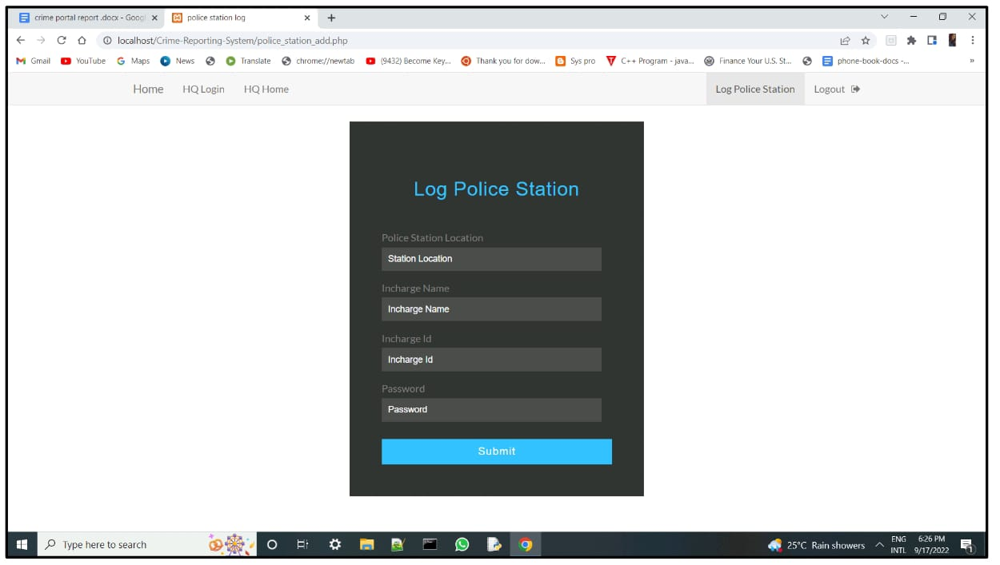 crime portal report .docx - Googl
police station log
localhost/Crime-Reporting-System/police_station_add.php
Gmail YouTube Maps News Translate chrome://newtab (9432) Become Key... Thank you for dow... Sys pro C++ Program - java... Finance Your U.S. St... phone-book-docs -... »
Home HQ Login HQ Home Log Police Station Logout
Log Police Station
Police Station Location
Station Location
Incharge Name
Incharge Name
Incharge Id
Incharge Id
Password
Password
Submit
Type here to search
25°C Rain showers
ENG
INTL
6:26 PM
9/17/2022
1